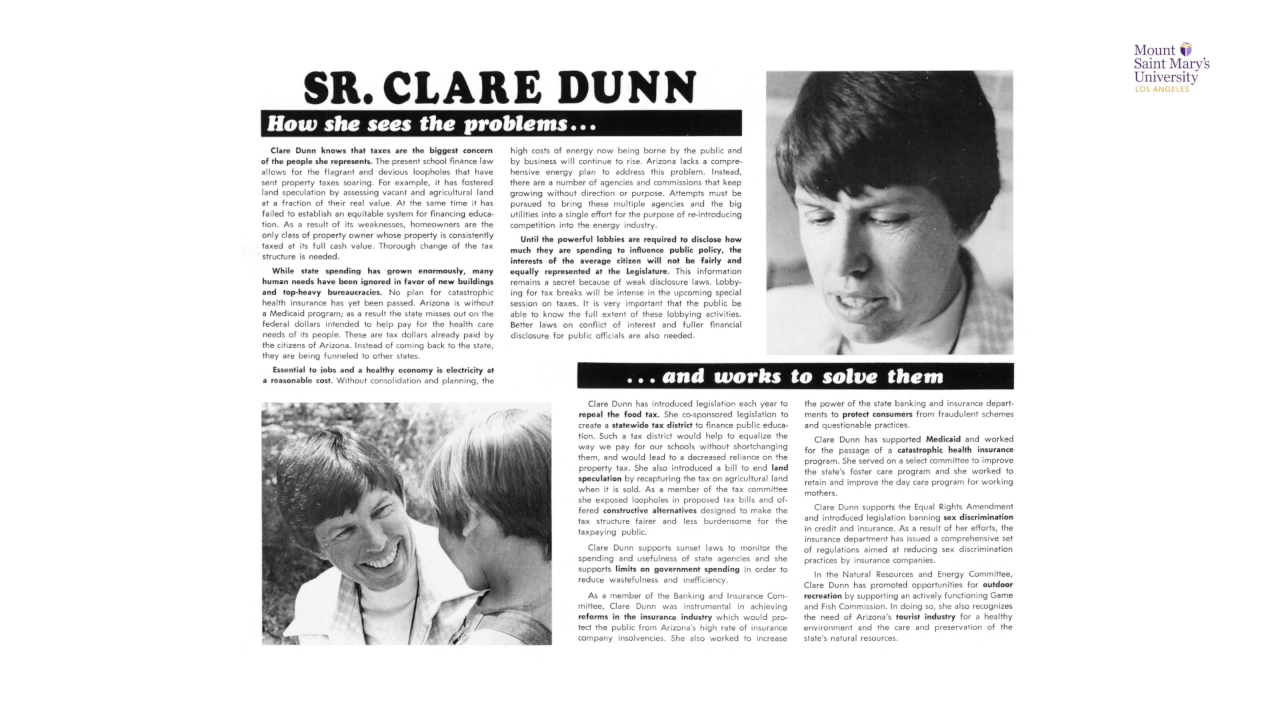 Mount
Saint Mary's
University
LOS ANGELES
SR. CLARE DUNN
How she sees the problems...
Clare Dunn knows that taxes are the biggest concern
of the people she represents. The present school finance law
allows for the flagrant and devious loopholes that have
sent property taxes soaring. For example, it has fostered
land speculation by assessing vacant and agricultural land
at a fraction of their real value. At the same time it has
failed to establish an equitable system for financing educa-
tion. As a result of its weaknesses, homeowners are the
only class of property owner whose property is consistently
taxed at its full cash value. Thorough change of the tax
structure is needed.
While state spending has grown enormously, many
human needs have been ignored in favor of new buildings
and top-heavy bureaucracies. No plan for catastrophic
health insurance has yet been passed. Arizona is without
a Medicaid program; as a result the state misses out on the
federal dollars intended to help pay for the health care
needs of its people. These are tax dollars already paid by
the citizens of Arizona. Instead of coming back to the state,
they are being funneled to other states.
Essential to jobs and a healthy economy is electricity at
a reasonable cost. Without consolidation and planning, the
high costs of energy now being borne by the public and
by business will continue to rise. Arizona lacks a compre-
hensive energy plan to address this problem. Instead,
there are a number of agencies and commissions that keep
growing without direction or purpose. Attempts must be
pursued to bring these multiple agencies and the big
utilities into a single effort for the purpose of re-introducing
competition into the energy industry.
Until the powerful lobbies are required to disclose how
much they are spending to influence public policy, the
interests of the average citizen will not be fairly and
equally represented at the Legislature. This information
remains a secret because of weak disclosure laws. Lobby-
ing for tax breaks will be intense in the upcoming special
session on taxes. It is very important that the public be
able to know the full extent of these lobbying activities.
Better laws on conflict of interest and fuller financial
disclosure for public officials are also needed.
...and works to solve them
Clare Dunn has introduced legislation each year to
repeal the food tax. She co-sponsored legislation to
create a statewide tax district to finance public educa-
tion. Such a tax district would help to equalize the
way we pay for our schools without shortchanging
them, and would lead to a decreased reliance on the
property tax. She also introduced a bill to end land
speculation by recapturing the tax on agricultural land
when it is sold. As a member of the tax committee
she exposed loopholes in proposed tax bills and of-
fered constructive alternatives designed to make the
tax structure fairer and less burdensome for the
taxpaying public.
Clare Dunn supports sunset laws to monitor the
spending and usefulness of state agencies and she
supports limits on government spending in order to
reduce wastefulness and inefficiency.
As a member of the Banking and Insurance Com-
mittee, Clare Dunn was instrumental in achieving
reforms in the insurance industry which would pro-
tect the public from Arizona's high rate of insurance
company insolvencies. She also worked to increase
the power of the state banking and insurance depart-
ments to protect consumers from fraudulent schemes
and questionable practices.
Clare Dunn has supported Medicaid and worked
for the passage of a catastrophic health insurance
program. She served on a select committee to improve
the state's foster care program and she worked to
retain and improve the day care program for working
mothers.
Clare Dunn supports the Equal Rights Amendment
and introduced legislation banning sex discrimination
in credit and insurance. As a result of her efforts, the
insurance department has issued a comprehensive set
of regulations aimed at reducing sex discrimination
practices by insurance companies.
In the Natural Resources and Energy Committee,
Clare Dunn has promoted opportunities for outdoor
recreation by supporting an actively functioning Game
and Fish Commission. In doing so, she also recognizes
the need of Arizona's tourist industry for a healthy
environment and the care and preservation of the
state's natural resources.